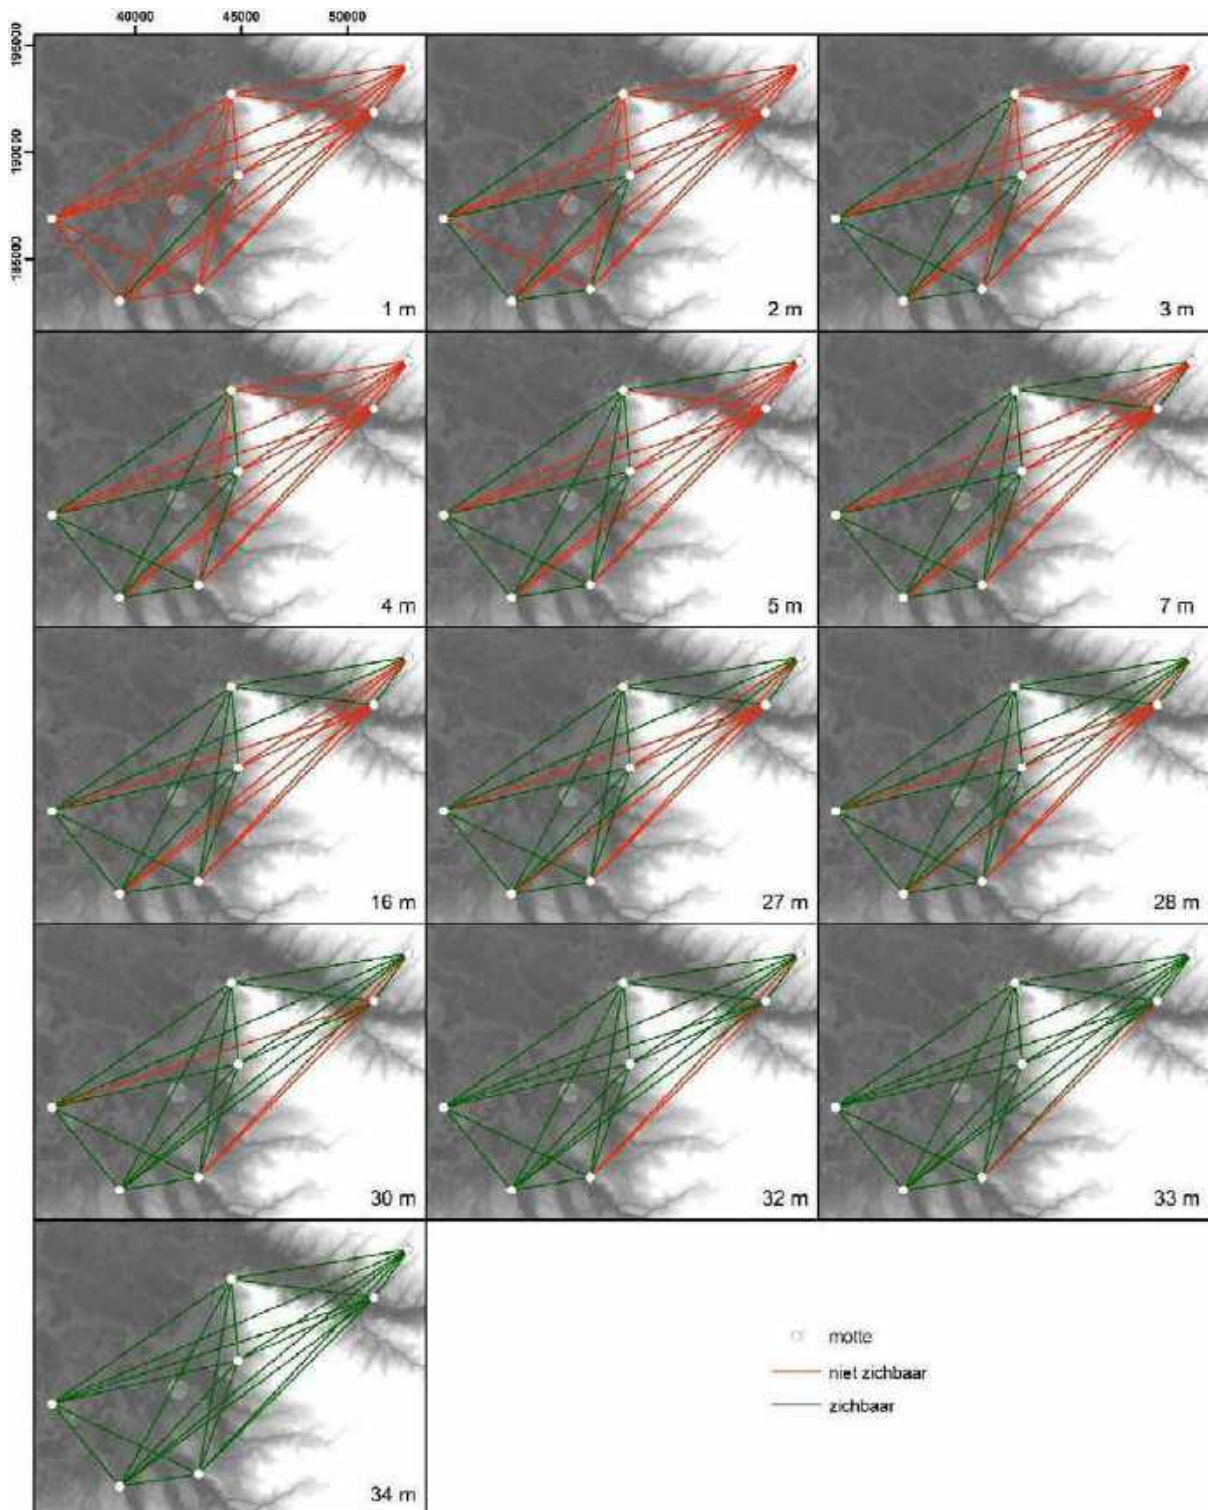 40000 45000 50000
195000
190000
185000
1 m
2 m
3 m
4 m
5 m
7 m
16 m
27 m
28 m
30 m
32 m
33 m
34 m
motte
niet zichbaar
zichbaar